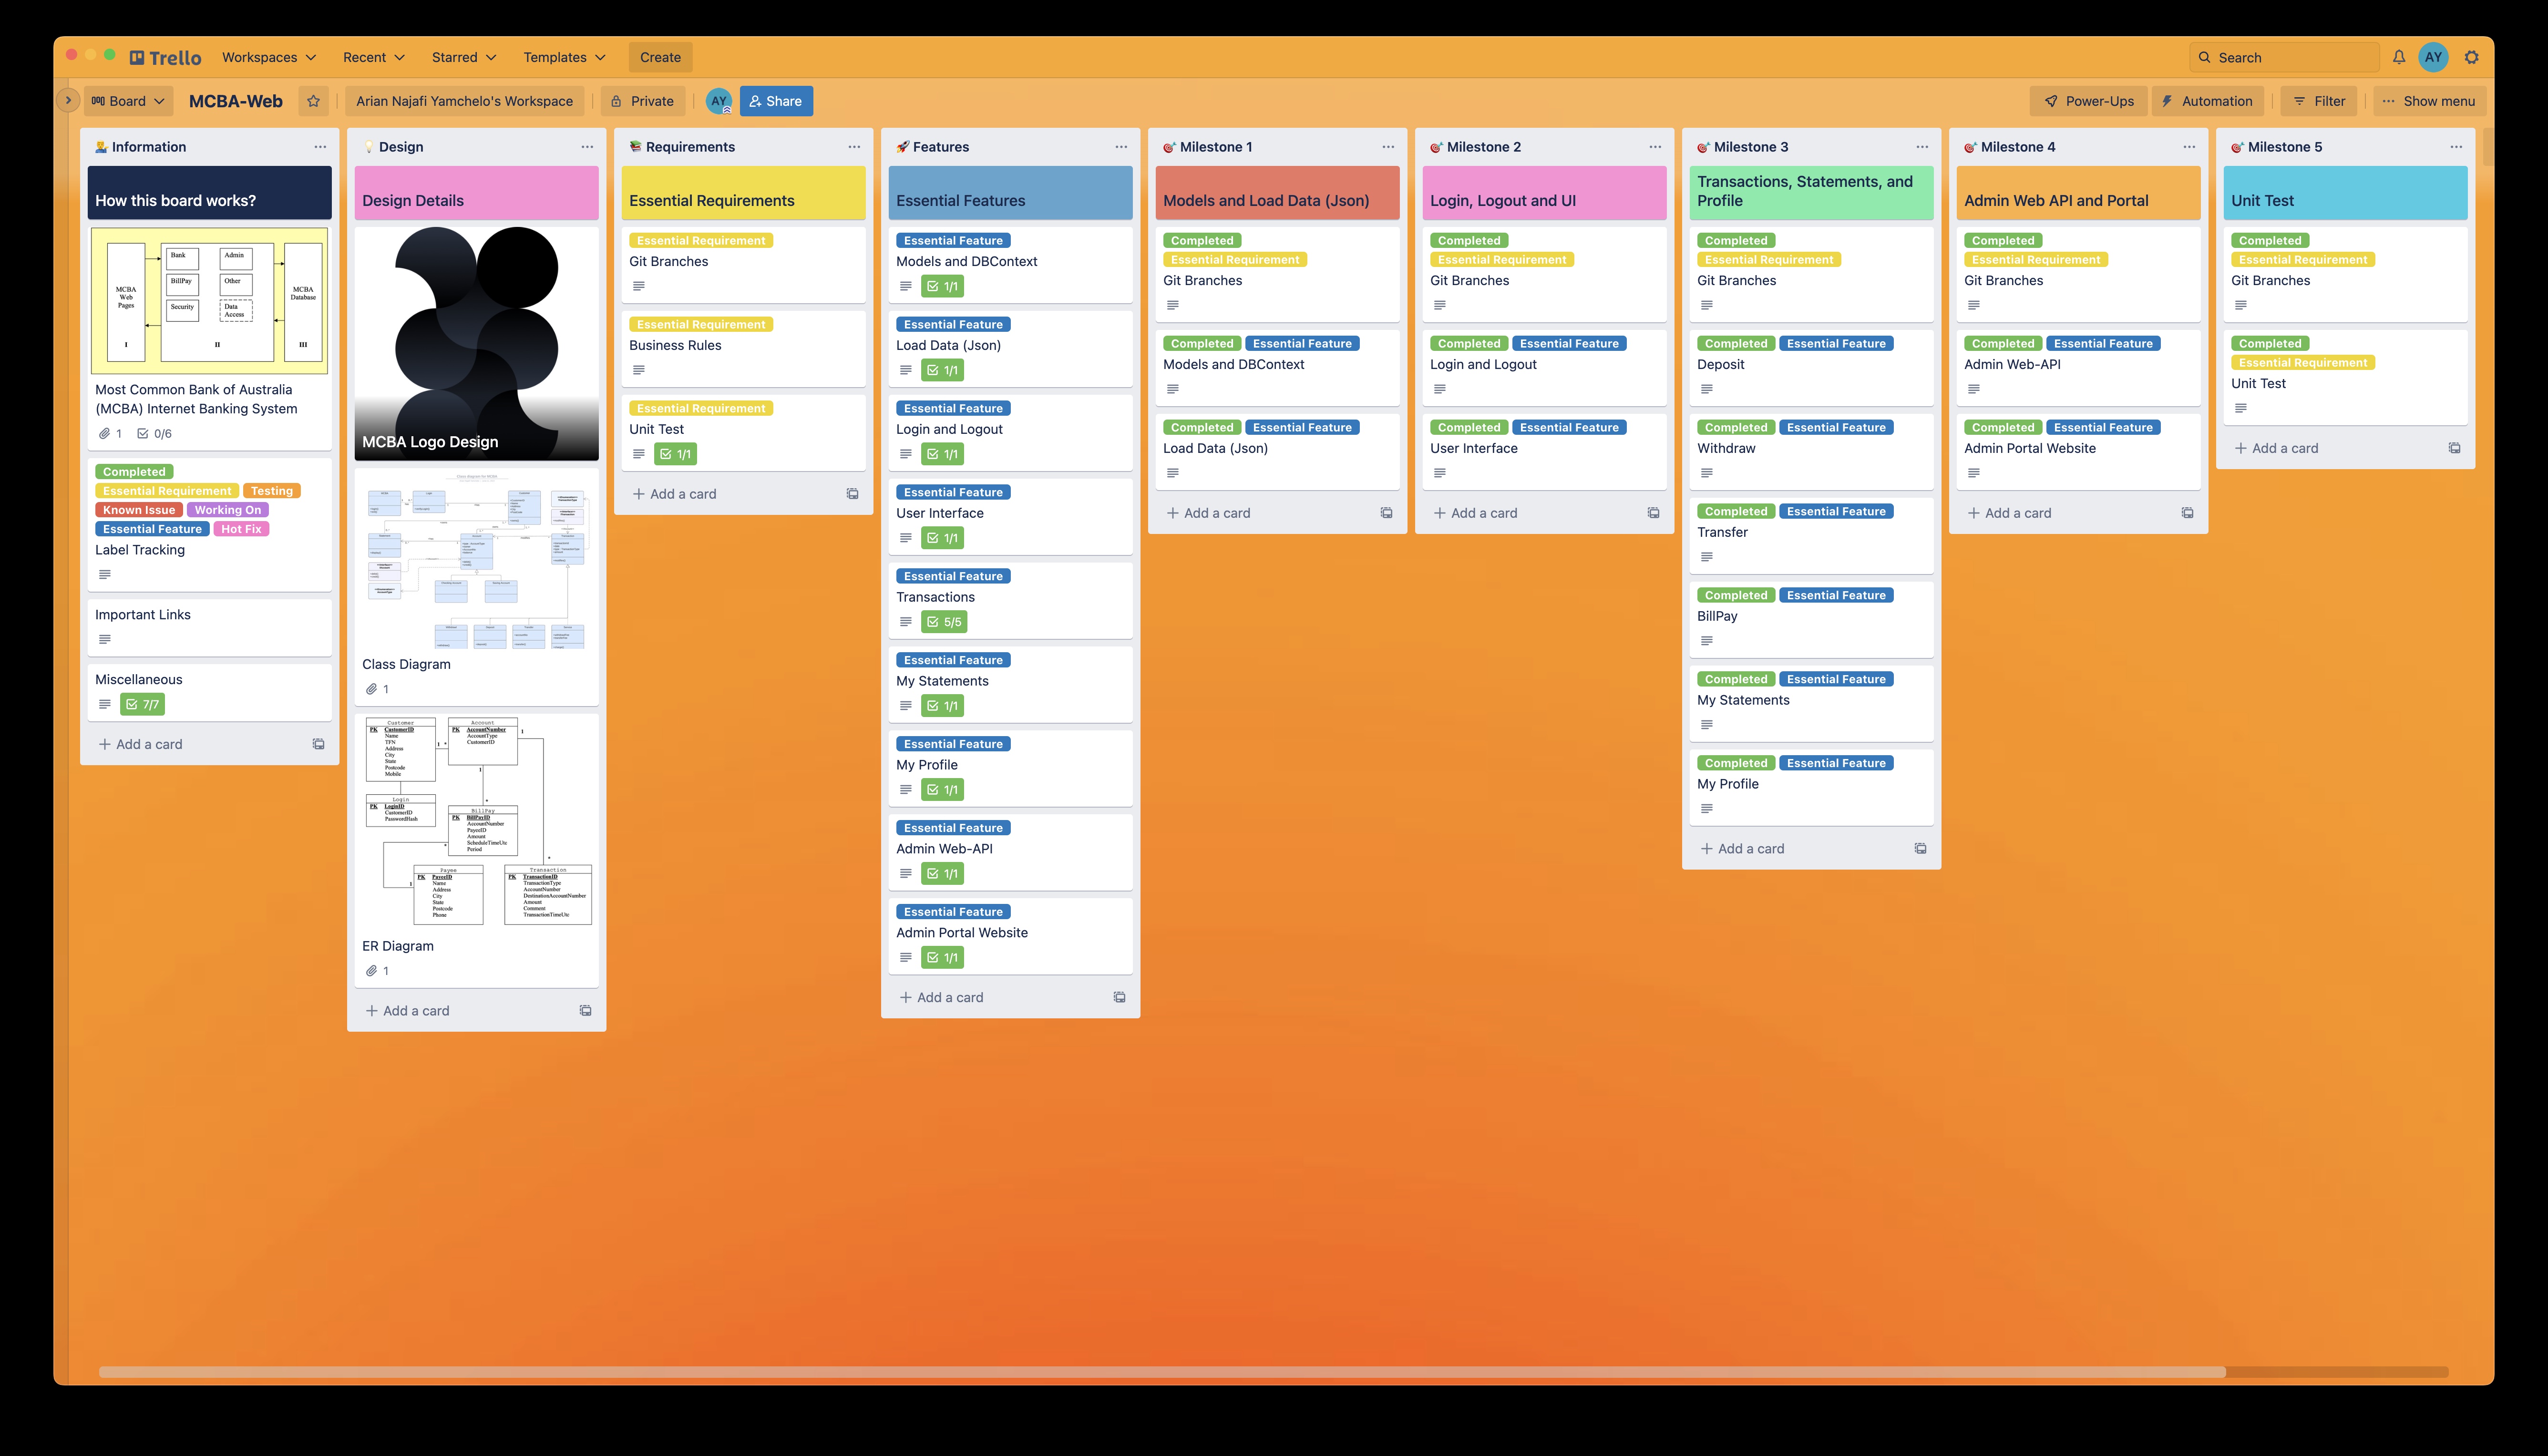 Trello
Workspaces
Recent
Starred
Templates
Create
Search
AY
Board
MCBA-Web
Arian Najafi Yamchelo's Workspace
Private
AY
Share
Power-Ups
Automation
Filter
Show menu
Information
How this board works?
MCBA
Web
Pages
I
Bank
Admin
BillPay
Other
Security
Data
Access
II
MCBA
Database
III
Most Common Bank of Australia
(MCBA) Internet Banking System
1
0/6
Completed
Essential Requirement
Testing
Known Issue
Working On
Essential Feature
Hot Fix
Label Tracking
Important Links
Miscellaneous
7/7
Add a card
Design
Design Details
MCBA Logo Design
Class Diagram
1
Customer
PK CustomerID
Name
TFN
Address
City
State
Postcode
Mobile
Account
PK AccountNumber
AccountType
CustomerID
1 *
1
1
Login
PK LoginID
CustomerID
PasswordHash
*
BillPay
PK BillPayID
AccountNumber
PayeeID
Amount
ScheduleTimeUtc
Period
*
*
Payee
1
PK PayeeID
Name
Address
City
State
Postcode
Phone
Transaction
PK TransactionID
TransactionType
AccountNumber
DestinationAccountNumber
Amount
Comment
TransactionTimeUtc
ER Diagram
1
Add a card
Requirements
Essential Requirements
Essential Requirement
Git Branches
Essential Requirement
Business Rules
Essential Requirement
Unit Test
1/1
Add a card
Features
Essential Features
Essential Feature
Models and DBContext
1/1
Essential Feature
Load Data (Json)
1/1
Essential Feature
Login and Logout
1/1
Essential Feature
User Interface
1/1
Essential Feature
Transactions
5/5
Essential Feature
My Statements
1/1
Essential Feature
My Profile
1/1
Essential Feature
Admin Web-API
1/1
Essential Feature
Admin Portal Website
1/1
Add a card
Milestone 1
Models and Load Data (Json)
Completed
Essential Requirement
Git Branches
Completed Essential Feature
Models and DBContext
Completed Essential Feature
Load Data (Json)
Add a card
Milestone 2
Login, Logout and UI
Completed
Essential Requirement
Git Branches
Completed Essential Feature
Login and Logout
Completed Essential Feature
User Interface
Add a card
Milestone 3
Transactions, Statements, and
Profile
Completed
Essential Requirement
Git Branches
Completed Essential Feature
Deposit
Completed Essential Feature
Withdraw
Completed Essential Feature
Transfer
Completed Essential Feature
BillPay
Completed Essential Feature
My Statements
Completed Essential Feature
My Profile
Add a card
Milestone 4
Admin Web API and Portal
Completed
Essential Requirement
Git Branches
Completed Essential Feature
Admin Web-API
Completed Essential Feature
Admin Portal Website
Add a card
Milestone 5
Unit Test
Completed
Essential Requirement
Git Branches
Completed
Essential Requirement
Unit Test
Add a card